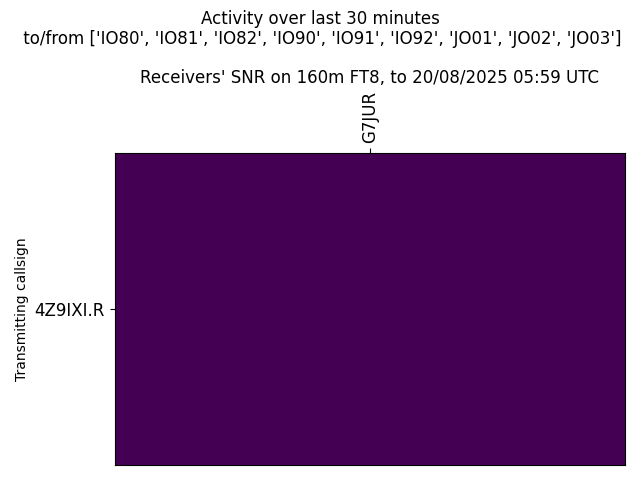 Activity over last 30 minutes
to/from ['IO80', 'IO81', 'IO82', 'IO90', 'IO91', 'IO92', 'JO01', 'JO02', 'JO03']
Receivers' SNR on 160m FT8, to 20/08/2025 05:59 UTC
G7JUR
Transmitting callsign
4Z9IXI.R